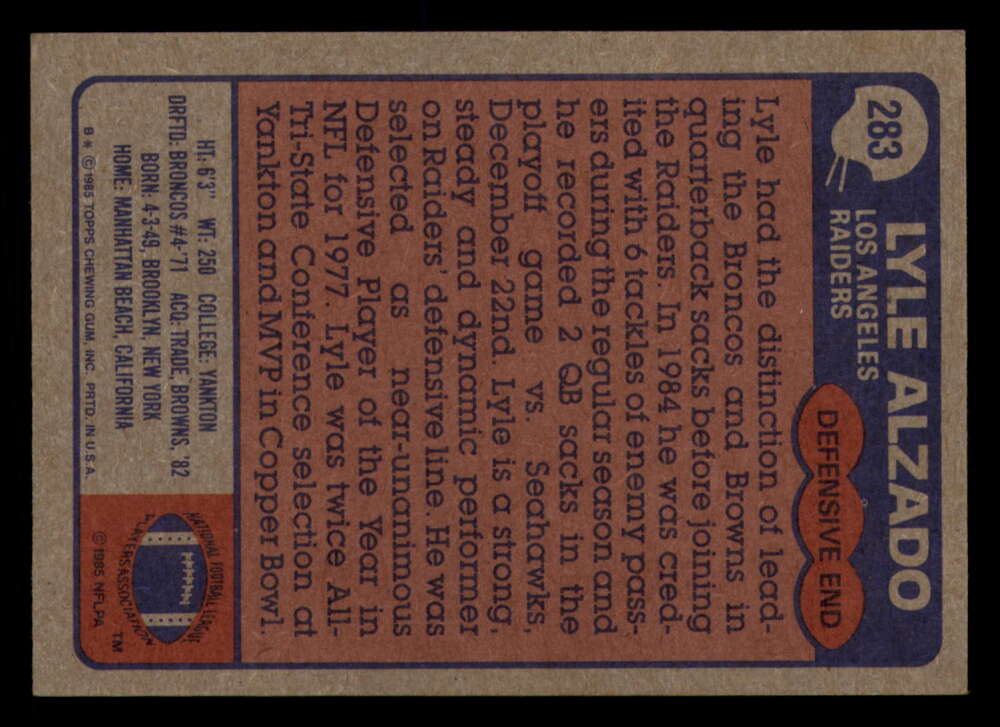 283
LYLE ALZADO
LOS ANGELES
RAIDERS
DEFENSIVE END
Lyle had the distinction of lead-
ing the Broncos and Browns in
quarterback sacks before joining
the Raiders. In 1984 he was cred-
ited with 6 tackles of enemy pass-
ers during the regular season and
he recorded 2 QB sacks in the
playoff game vs. Seahawks,
December 22nd. Lyle is a strong,
steady and dynamic performer
on Raiders' defensive line. He was
selected as near-unanimous
Defensive Player of the Year in
NFL for 1977. Lyle was twice All-
Tri-State Conference selection at
Yankton and MVP in Copper Bowl
HT: 6'3" WT: 250 COLLEGE: YANKTON
DRFTD: BRONCOS #4-'71 ACQ: TRADE, BROWNS, '82
BORN: 4-3-49, BROOKLYN, NEW YORK
HOME: MANHATTAN BEACH, CALIFORNIA
B * © 1985 TOPPS CHEWING GUM, INC. PRTD. IN U.S.A.
NATIONAL FOOTBALL LEAGUE
PLAYERS ASSOCIATION
TM
© 1985 NFLPA